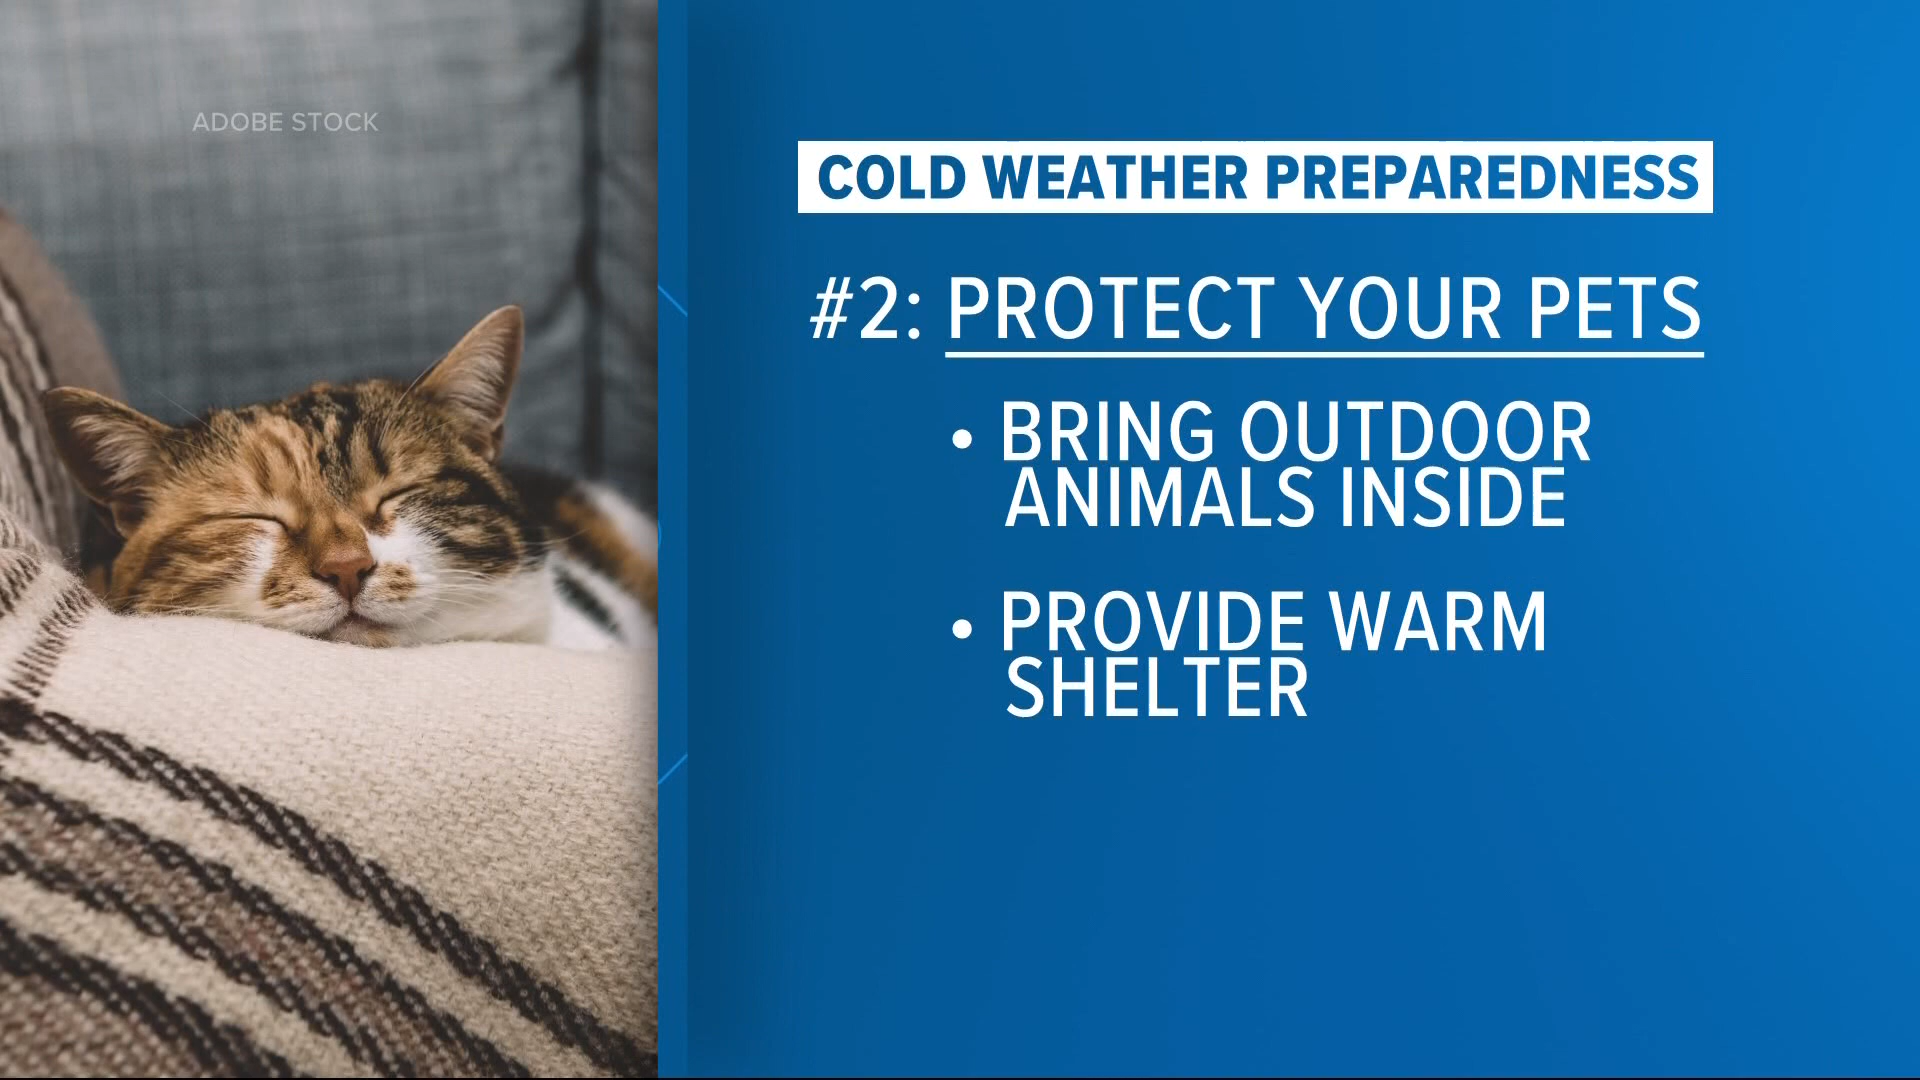 ADOBE STOCK
COLD WEATHER PREPAREDNESS
#2: PROTECT YOUR PETS
• BRING OUTDOOR
ANIMALS INSIDE
• PROVIDE WARM
SHELTER